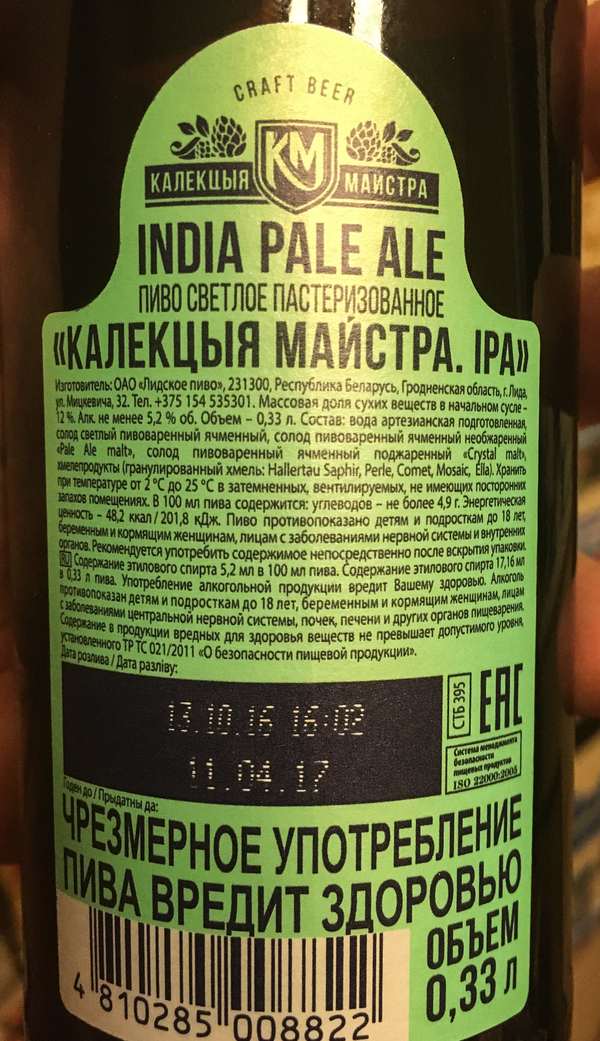 CRAFT BEER
КМ
КАЛЕКЦЫЯ МАЙСТРА
INDIA PALE ALE
ПИВО СВЕТЛОЕ ПАСТЕРИЗОВАННОЕ
«КАЛЕКЦЫЯ МАЙСТРА. IPA»
Изготовитель: ОАО «Лидское пиво», 231300, Республика Беларусь, Гродненская область, г. Лида,
ул. Мицкевича, 32. Тел. +375 154 535301. Массовая доля сухих веществ в начальном сусле –
12 %. Алк. не менее 5,2 % об. Объем – 0,33 л. Состав: вода артезианская подготовленная,
солод светлый пивоваренный ячменный, солод пивоваренный ячменный необжаренный
«Pale Ale malt», солод пивоваренный ячменный поджаренный «Crystal malt»,
хмелепродукты (гранулированный хмель: Hallertau Saphir, Perle, Comet, Mosaic, Ella). Хранить
при температуре от 2 °C до 25 °C в затемненных, вентилируемых, не имеющих посторонних
запахов помещениях. В 100 мл пива содержится: углеводов – не более 4,9 г. Энергетическая
ценность – 48,2 ккал / 201,8 кДж. Пиво противопоказано детям и подросткам до 18 лет,
беременным и кормящим женщинам, лицам с заболеваниями нервной системы и внутренних
органов. Рекомендуется употребить содержимое непосредственно после вскрытия упаковки.
RU Содержание этилового спирта 5,2 мл в 100 мл пива. Содержание этилового спирта 17,16 мл
в 0,33 л пива. Употребление алкогольной продукции вредит Вашему здоровью. Алкоголь
противопоказан детям и подросткам до 18 лет, беременным и кормящим женщинам, лицам
с заболеваниями центральной нервной системы, почек, печени и других органов пищеварения.
Содержание в продукции вредных для здоровья веществ не превышает допустимого уровня,
установленного ТР ТС 021/2011 «О безопасности пищевой продукции».
Дата розлива / Дата разліву:
13.10.16 16:02
11.04.17
СТБ 395
EAC
Система менеджмента
безопасности
пищевых продуктов
ISO 22000:2005
Годен до / Прыдатны да:
ЧРЕЗМЕРНОЕ УПОТРЕБЛЕНИЕ
ПИВА ВРЕДИТ ЗДОРОВЬЮ
ОБЪЕМ
0,33 л
4 810285 008822